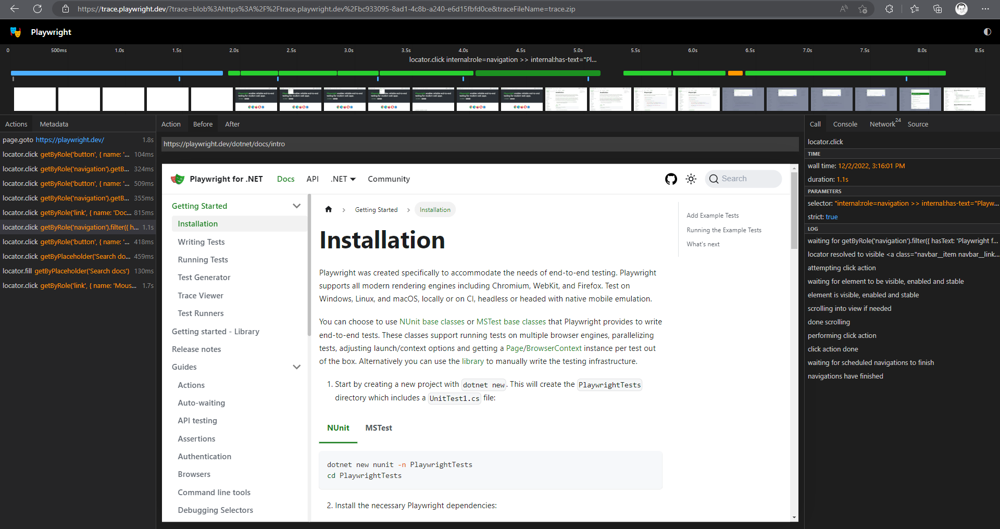 https://trace.playwright.dev/?trace=blob%3Ahttps%3A%2F%2Ftrace.playwright.dev%2Fbc933095-8ad1-4c8b-a240-e6d15fbfd0ce&traceFileName=trace.zip
Playwright
0 500ms 1.0s 1.5s 2.0s 2.5s 3.0s 3.5s 4.0s 4.5s 5.0s 5.5s 6.0s 6.5s 7.0s 7.5s 8.0s 8.5s
locator.click internal:role=navigation >> internal:has-text="Pl...
Actions Metadata
page.goto https://playwright.dev/ 1.8s
locator.click getByRole('button', { name: '... 104ms
locator.click getByRole('navigation').getB... 324ms
locator.click getByRole('button', { name: '... 509ms
locator.click getByRole('navigation').getB... 355ms
locator.click getByRole('link', { name: 'Doc... 815ms
locator.click getByRole('navigation').filter({ h... 1.1s
locator.click getByRole('button', { name: '... 418ms
locator.click getByPlaceholder('Search do... 459ms
locator.fill getByPlaceholder('Search docs') 130ms
locator.click getByRole('link', { name: 'Mous... 1.7s
Action Before After
https://playwright.dev/dotnet/docs/intro
Playwright for .NET Docs API .NET Community
Search
Getting Started
Installation
Writing Tests
Running Tests
Test Generator
Trace Viewer
Test Runners
Getting started - Library
Release notes
Guides
Actions
Auto-waiting
API testing
Assertions
Authentication
Browsers
Command line tools
Debugging Selectors
Getting Started Installation
Installation
Playwright was created specifically to accommodate the needs of end-to-end testing. Playwright
supports all modern rendering engines including Chromium, WebKit, and Firefox. Test on
Windows, Linux, and macOS, locally or on CI, headless or headed with native mobile emulation.
You can choose to use NUnit base classes or MSTest base classes that Playwright provides to write
end-to-end tests. These classes support running tests on multiple browser engines, parallelizing
tests, adjusting launch/context options and getting a Page/BrowserContext instance per test out
of the box. Alternatively you can use the library to manually write the testing infrastructure.
1. Start by creating a new project with dotnet new. This will create the PlaywrightTests
directory which includes a UnitTest1.cs file:
NUnit MSTest
dotnet new nunit -n PlaywrightTests
cd PlaywrightTests
2. Install the necessary Playwright dependencies:
Add Example Tests
Running the Example Tests
What's next
Call Console Network 24 Source
locator.click
TIME
wall time: 12/2/2022, 3:16:01 PM
duration: 1.1s
PARAMETERS
selector: "internal:role=navigation >> internal:has-text="Playw...
strict: true
LOG
waiting for getByRole('navigation').filter({ hasText: 'Playwright f...
locator resolved to visible <a class="navbar__item navbar__link...
attempting click action
waiting for element to be visible, enabled and stable
element is visible, enabled and stable
scrolling into view if needed
done scrolling
performing click action
click action done
waiting for scheduled navigations to finish
navigations have finished